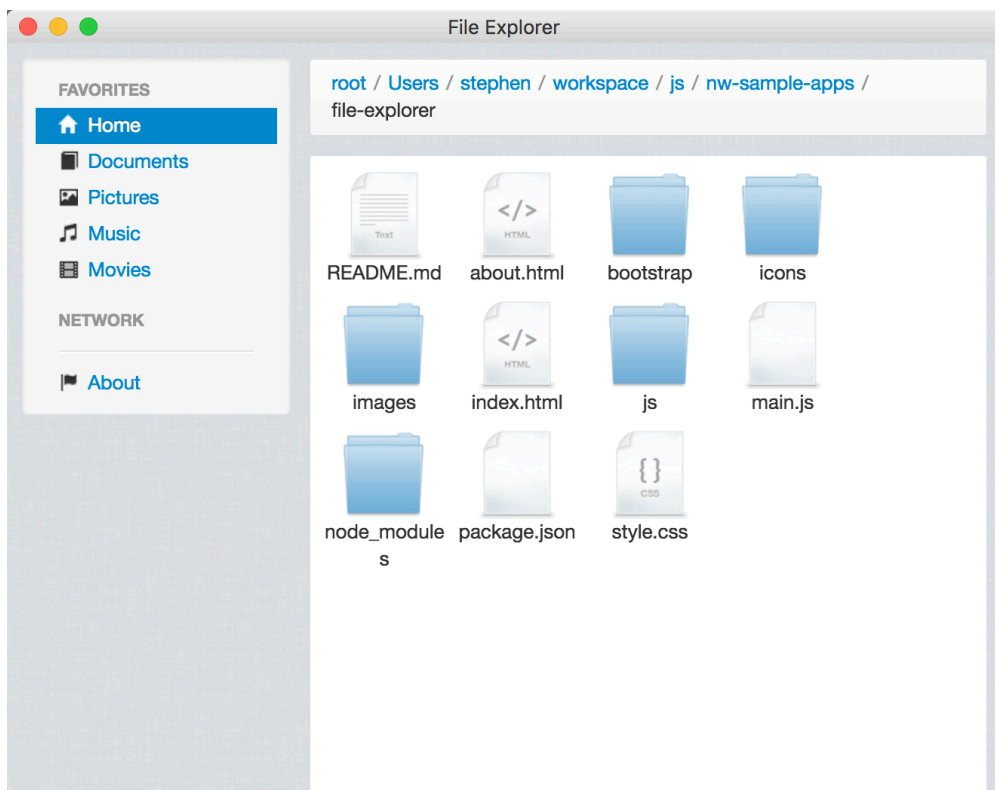 File Explorer
FAVORITES
Home
Documents
Pictures
Music
Movies
NETWORK
About
root / Users / stephen / workspace / js / nw-sample-apps /
file-explorer
Text
</>
HTML
README.md about.html bootstrap icons
</>
HTML
images index.html js main.js
{}
CSS
node_module package.json style.css
s